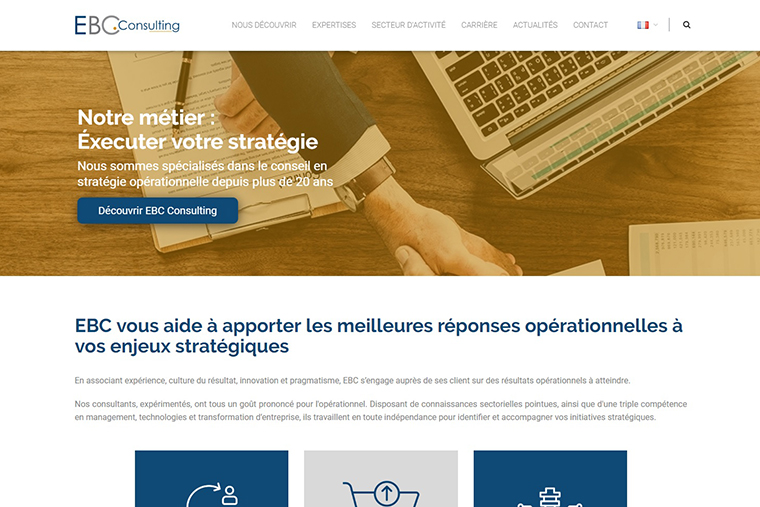 EBC Consulting
NOUS DÉCOUVRIR EXPERTISES SECTEUR D'ACTIVITÉ CARRIÈRE ACTUALITÉS CONTACT
Notre métier :
Éxecuter votre stratégie
Nous sommes spécialisés dans le conseil en
stratégie opérationnelle depuis plus de 20 ans
Découvrir EBC Consulting
EBC vous aide à apporter les meilleures réponses opérationnelles à
vos enjeux stratégiques
En associant expérience, culture du résultat, innovation et pragmatisme, EBC s'engage auprès de ses client sur des résultats opérationnels à atteindre.
Nos consultants, expérimentés, ont tous un goût prononcé pour l'opérationnel. Disposant de connaissances sectorielles pointues, ainsi que d'une triple compétence
en management, technologies et transformation d'entreprise, ils travaillent en toute indépendance pour identifier et accompagner vos initiatives stratégiques.